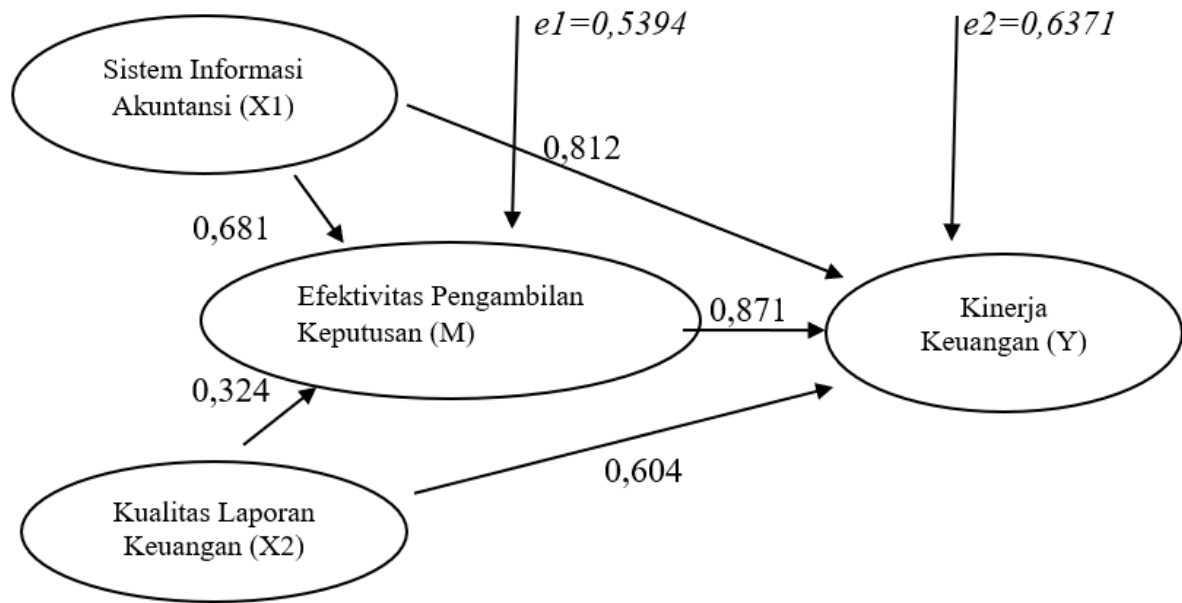 e1=0,5394
e2=0,6371
Sistem Informasi
Akuntansi (X1)
0,812
0,681
Efektivitas Pengambilan
Keputusan (M)
0,871
Kinerja
Keuangan (Y)
0,324
0,604
Kualitas Laporan
Keuangan (X2)